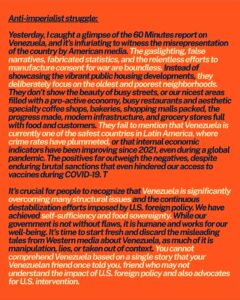 Anti-imperialist struggle:
Yesterday, I caught a glimpse of the 60 Minutes report on
Venezuela, and it's infuriating to witness the misrepresentation
of the country by American media. The gaslighting, false
narratives, fabricated statistics, and the relentless efforts to
manufacture consent for war are boundless. Instead of
showcasing the vibrant public housing developments, they
deliberately focus on the oldest and poorest neighborhoods.
They don't show the beauty of busy streets, or our nicest areas
filled with a pro-active economy, busy restaurants and aesthetic
specialty coffee shops, bakeries, shopping malls packed, the
progress made, modern infrastructure, and grocery stores full
with food and customers. They fail to mention that Venezuela is
currently one of the safest countries in Latin America, where
crime rates have plummeted, or that internal economic
indicators have been improving since 2021, even during a global
pandemic. The positives far outweigh the negatives, despite
enduring brutal sanctions that even hindered our access to
vaccines during COVID-19. T
It's crucial for people to recognize that Venezuela is significantly
overcoming many structural issues and the continuous
destabilization efforts imposed by U.S. foreign policy. We have
achieved self-sufficiency and food sovereignty. While our
government is not without flaws, it is humane and works for our
well-being. It's time to start fresh and discard the misleading
tales from Western media about Venezuela, as much of it is
manipulation, lies, or taken out of context. You cannot
comprehend Venezuela based on a single story that your
Venezuelan friend once told you, friend who may not
understand the impact of U.S. foreign policy and also advocates
for U.S. intervention.